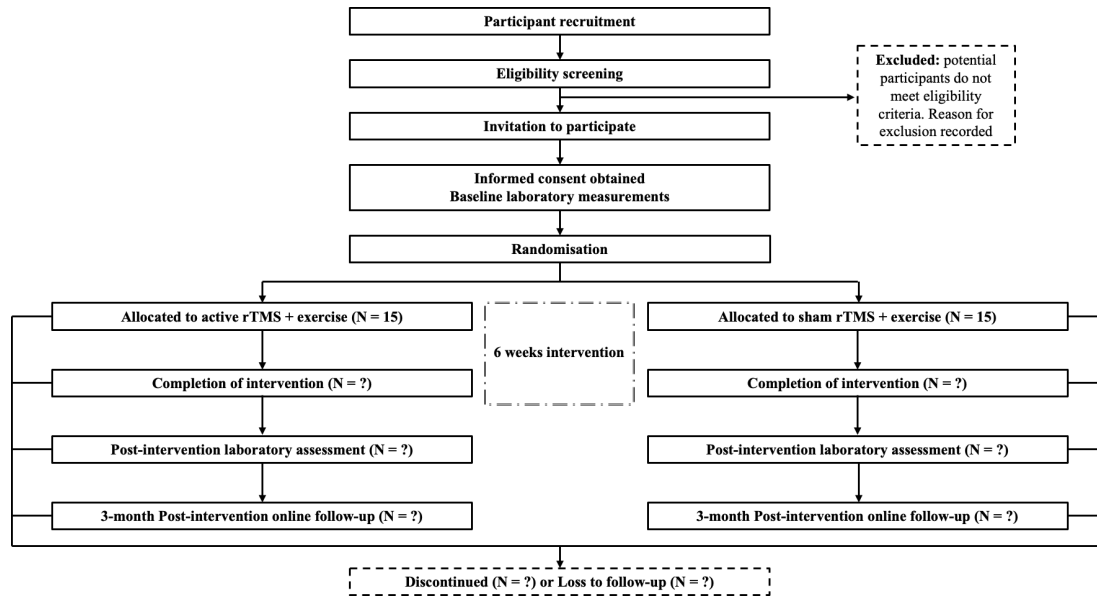 Participant recruitment
Eligibility screening
Excluded: potential
participants do not
meet eligibility
criteria. Reason for
exclusion recorded
Invitation to participate
Informed consent obtained
Baseline laboratory measurements
Randomisation
Allocated to active rTMS + exercise (N = 15)
6 weeks intervention
Allocated to sham rTMS + exercise (N = 15)
Completion of intervention (N = ?)
Completion of intervention (N = ?)
Post-intervention laboratory assessment (N = ?)
Post-intervention laboratory assessment (N = ?)
3-month Post-intervention online follow-up (N = ?)
3-month Post-intervention online follow-up (N = ?)
Discontinued (N = ?) or Loss to follow-up (N = ?)